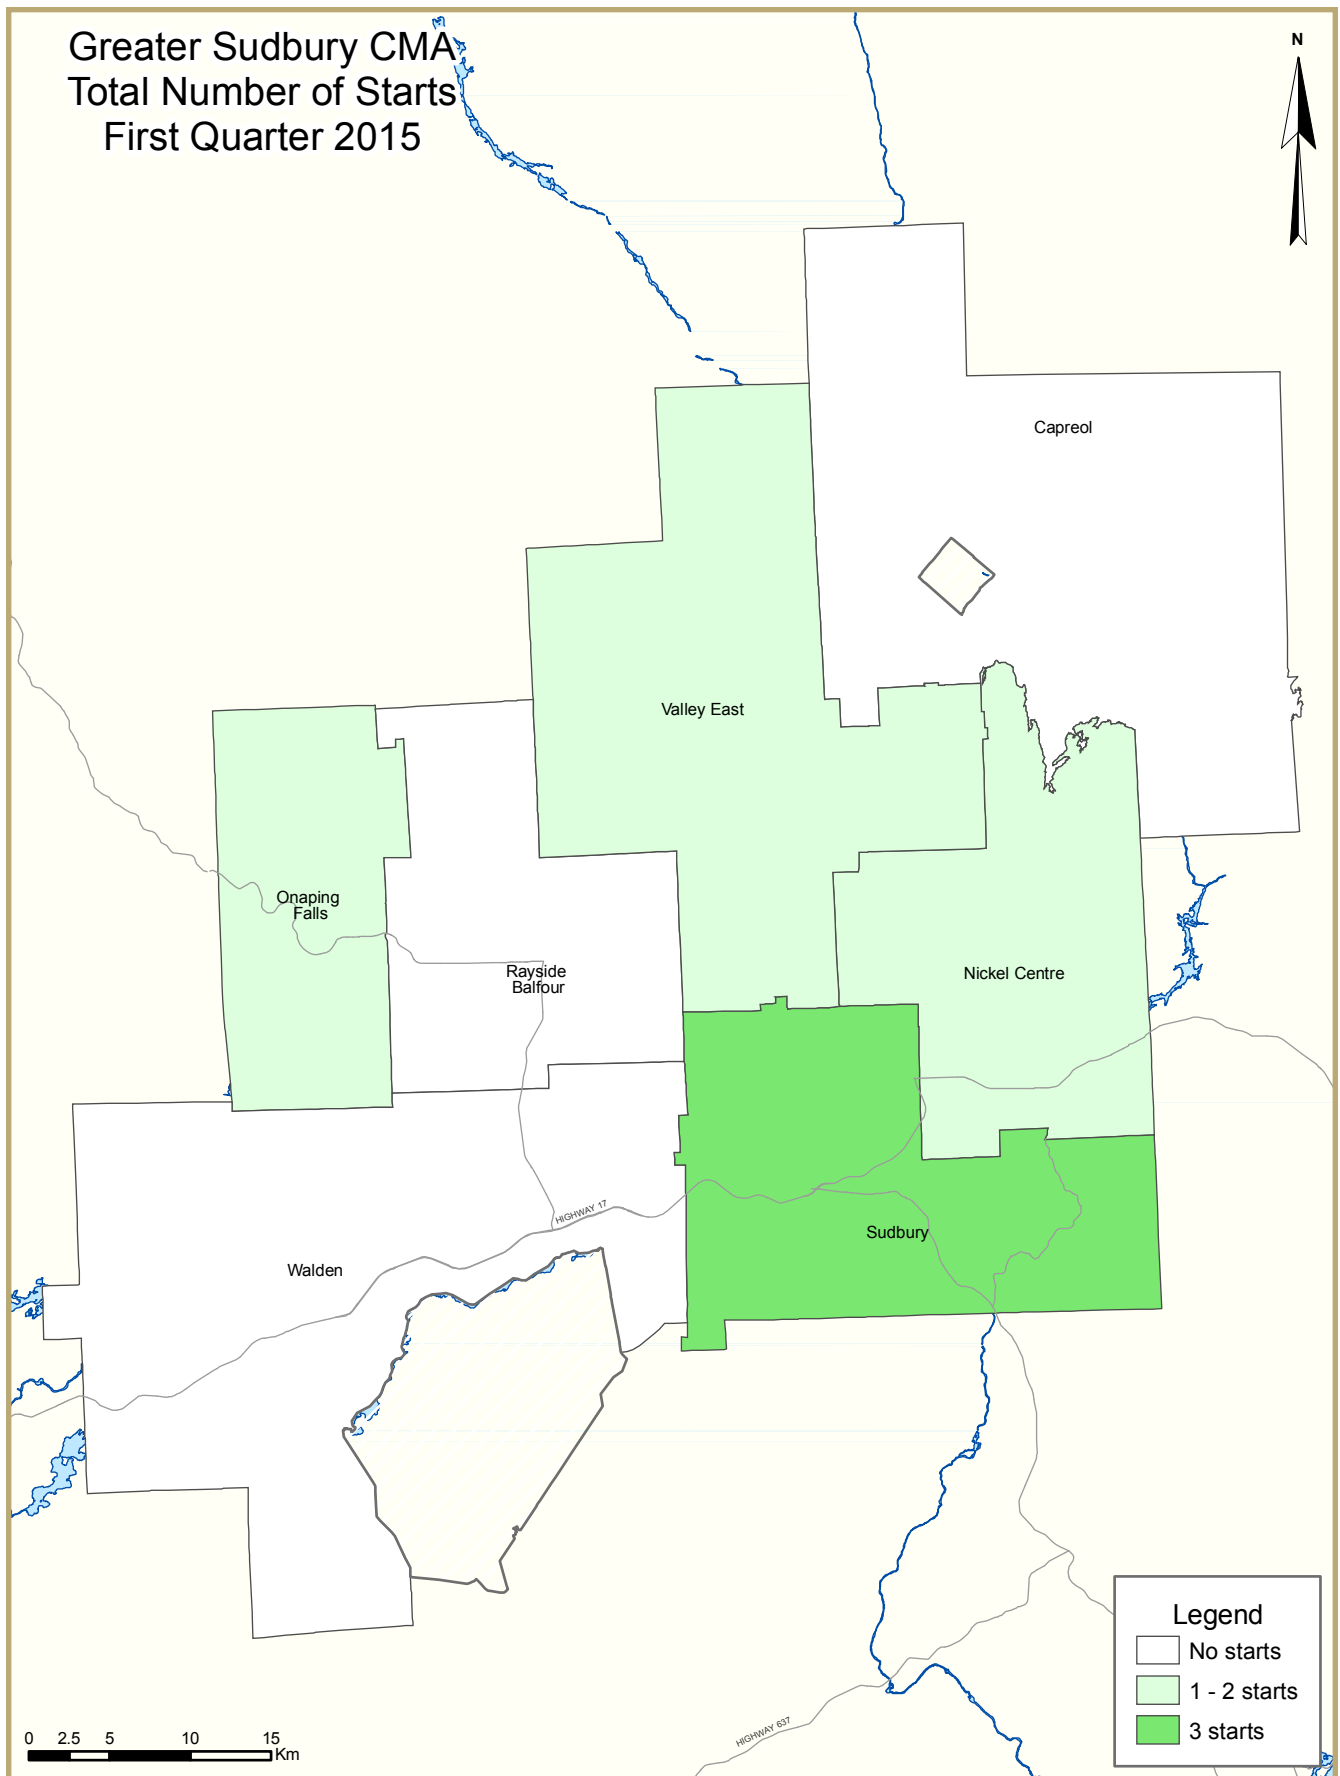 Greater Sudbury CMA
Total Number of Starts
First Quarter 2015
N
Capreol
Valley East
Onaping
Falls
Rayside
Balfour
Nickel Centre
HIGHWAY 17
Sudbury
Walden
Legend
No starts
1 - 2 starts
3 starts
HIGHWAY 637
0 2.5 5 10 15
Km